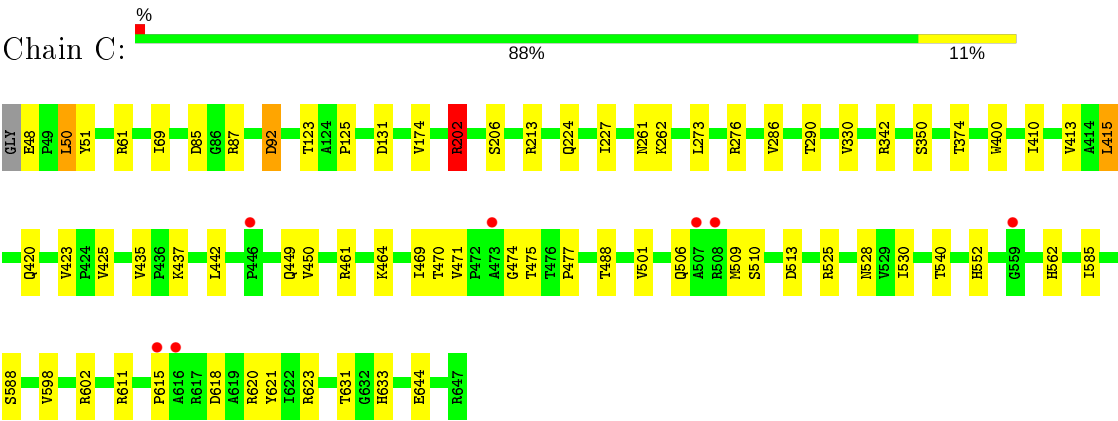 %
Chain C:
88% 11%
GLY E48 P49 L50 Y51 R61 I69 D85 G86 R87 D92 T123 A124 P125 D131 V174 R202 S206 R213 Q224 I227 N261 K262 L273 R276 V286 T290 V330 R342 S350 T374 W400 I410 V413 A414 L415
Q420 V423 P424 V425 V435 P436 K437 L442 P446 Q449 V450 R461 K464 I469 T470 V471 P472 A473 G474 T475 T476 P477 T488 V501 Q506 A507 R508 M509 S510 D513 R525 N528 V529 I530 T540 H552 G559 H562 I585
S588 V598 R602 R611 P615 A616 R617 D618 A619 R620 Y621 I622 R623 T631 G632 H633 E644 R647